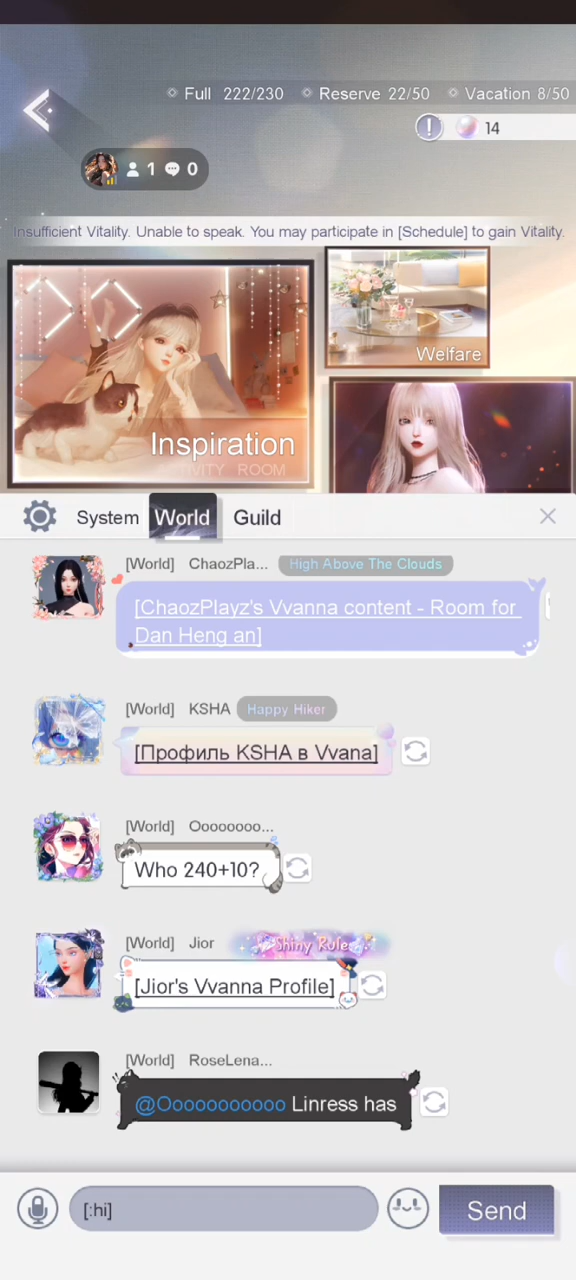 Full 222/230 Reserve 22/50 Vacation 8/50
14
1 0
Insufficient Vitality. Unable to speak. You may participate in [Schedule] to gain Vitality.
Welfare
Inspiration
ACTIVITY ROOM
System World Guild
[World] ChaozPla... High Above The Clouds
[ChaozPlayz's Vvanna content - Room for
Dan Heng an]
[World] KSHA Happy Hiker
[Профиль KSHA в Vvana]
[World] Oooooooo...
Who 240+10?
[World] Jior Shiny Rule
[Jior's Vvanna Profile]
[World] RoseLena...
@Ooooooooooo Linress has
[:hi]
Send